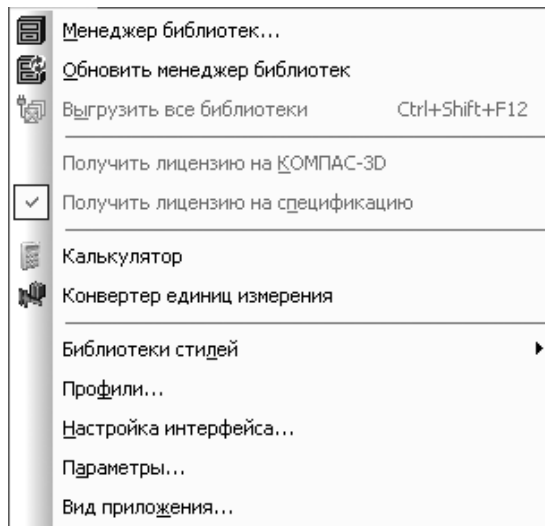 Менеджер библиотек...
Обновить менеджер библиотек
Выгрузить все библиотеки Ctrl+Shift+F12
Получить лицензию на КОМПАС-3D
Получить лицензию на спецификацию
Калькулятор
Конвертер единиц измерения
Библиотеки стилей
Профили...
Настройка интерфейса...
Параметры...
Вид приложения...